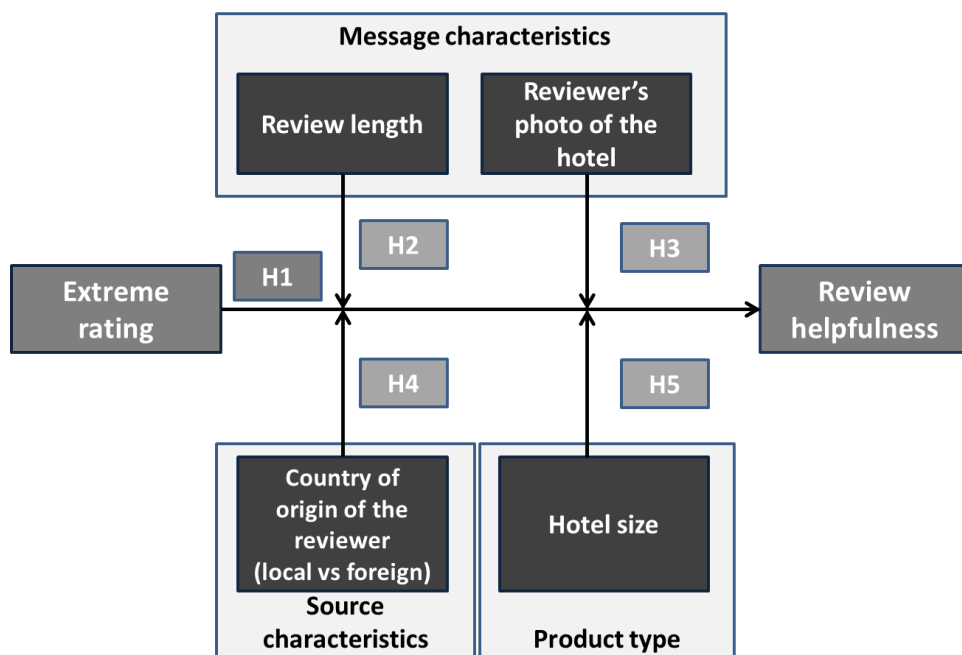 Message characteristics
Review length
Reviewer's
photo of the
hotel
H2
H3
H1
Extreme
rating
Review
helpfulness
H4
H5
Country of
origin of the
reviewer
(local vs foreign)
Hotel size
Source
characteristics
Product type